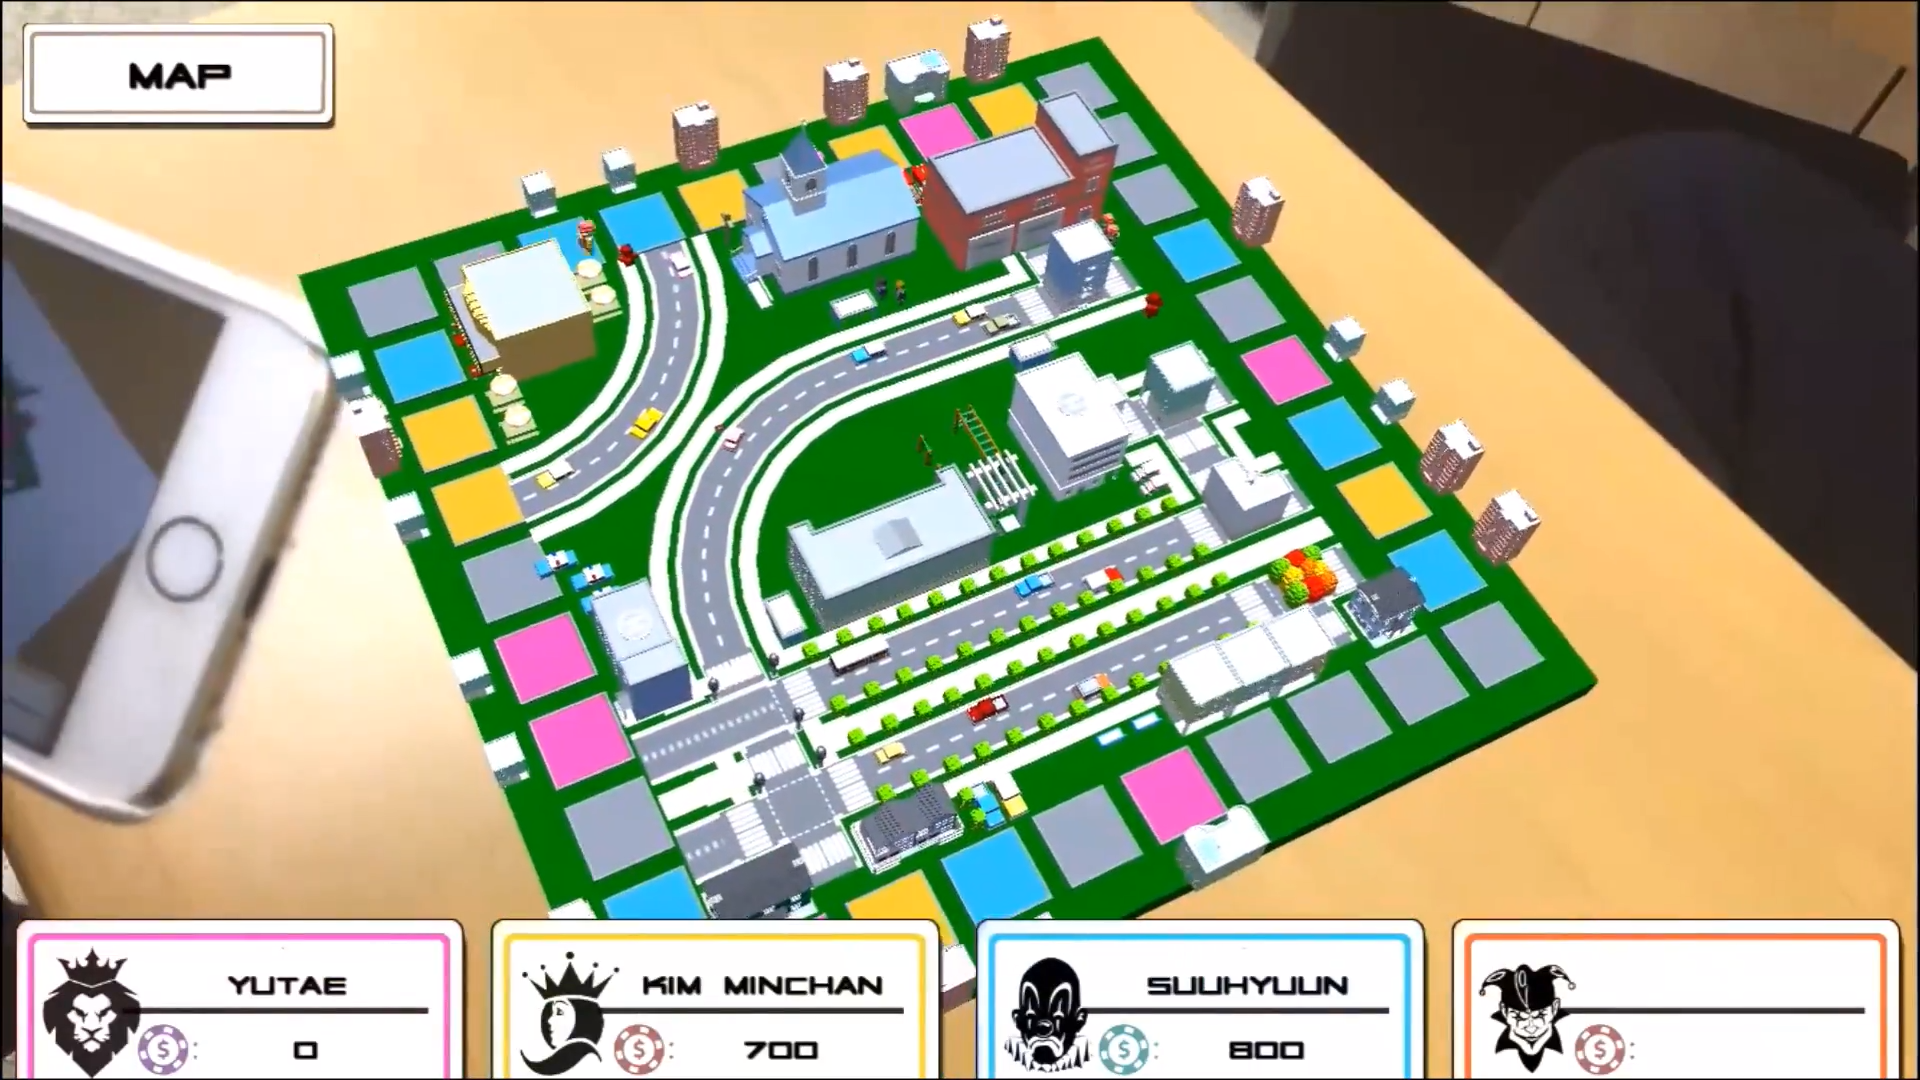 MAP
YUTAE
$ : 0
KIM MINCHAN
$ : 700
SUUHYUUN
$ : 800
$ :